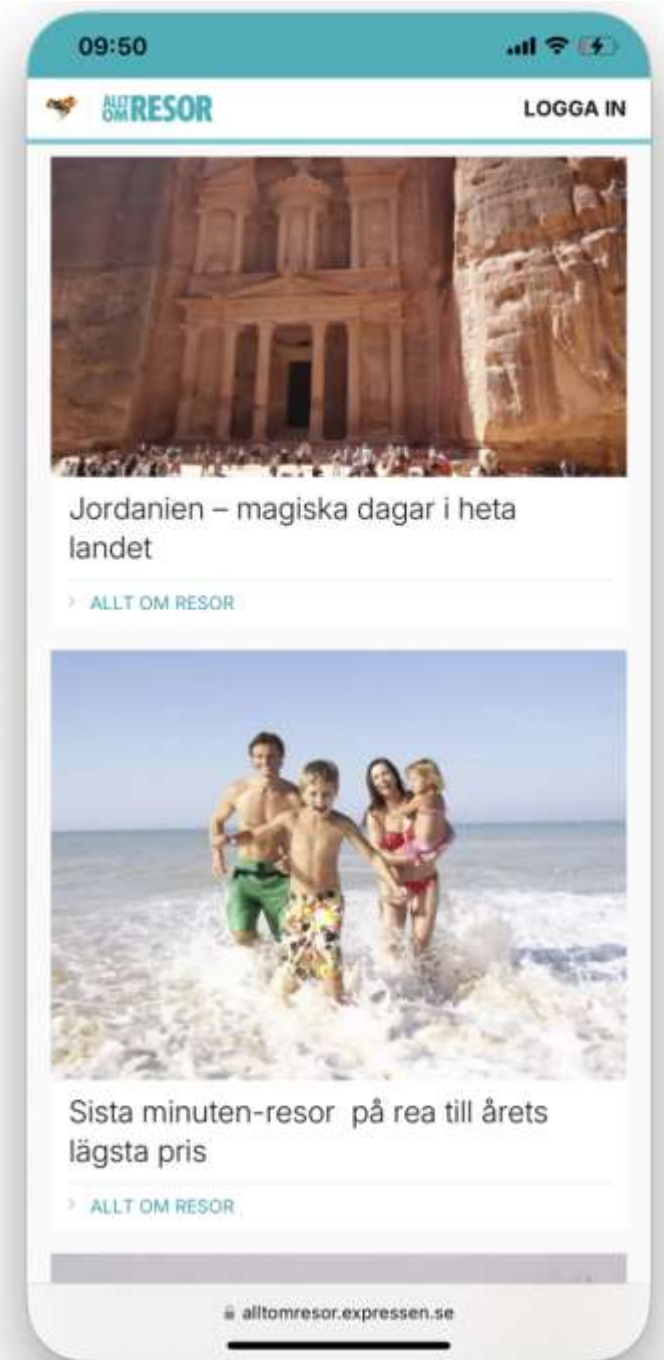 09:50
ALLT OM RESOR LOGGA IN
Jordanien – magiska dagar i heta
landet
ALLT OM RESOR
Sista minuten-resor på rea till årets
lägsta pris
ALLT OM RESOR
alltomresor.expressen.se